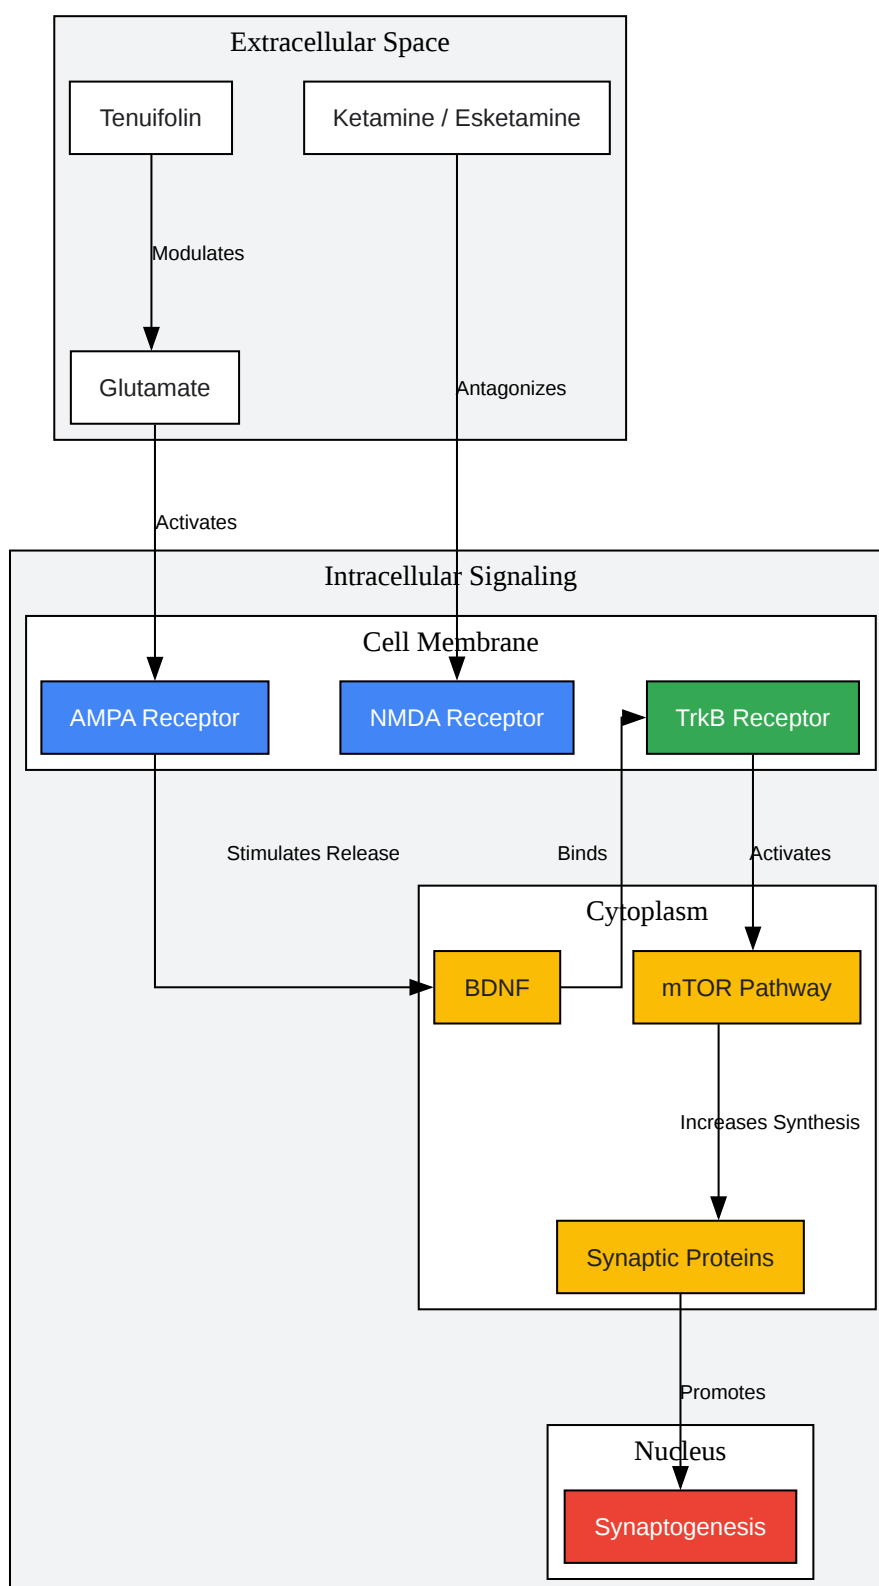 Extracellular Space
Tenuifolin
Ketamine / Esketamine
Modulates
Glutamate
Antagonizes
Activates
Intracellular Signaling
Cell Membrane
AMPA Receptor
NMDA Receptor
TrkB Receptor
Stimulates Release
Binds
Activates
Cytoplasm
BDNF
mTOR Pathway
Increases Synthesis
Synaptic Proteins
Promotes
Nucleus
Synaptogenesis